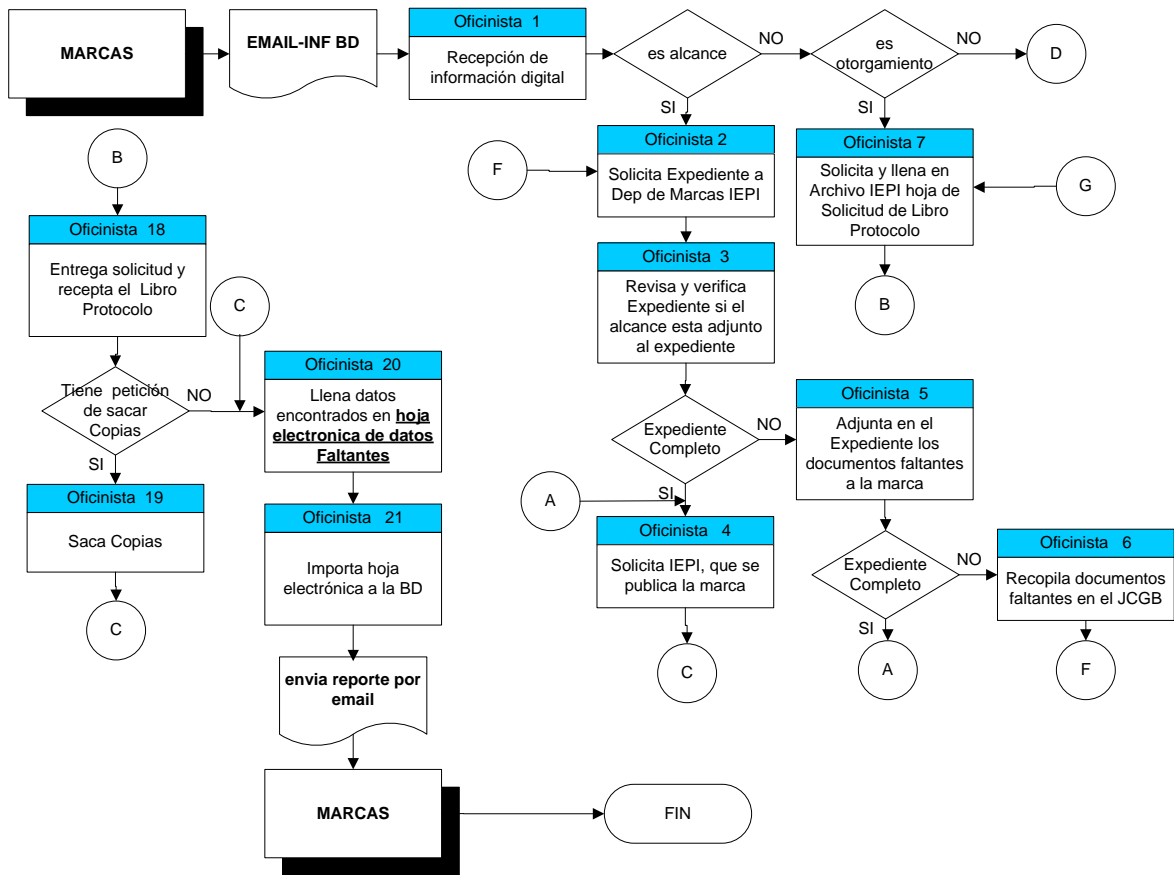 MARCAS
EMAIL-INF BD
Oficinista  1
Recepción de
información digital
es alcance
NO
es
otorgamiento
NO
D
SI
SI
B
F
Oficinista 2
Solicita Expediente a
Dep de Marcas IEPI
Oficinista 7
Solicita y llena en
Archivo IEPI hoja de
Solicitud de Libro
Protocolo
G
Oficinista  18
Entrega solicitud y
recepta el  Libro
Protocolo
C
Oficinista  3
Revisa y verifica
Expediente si el
alcance esta adjunto
al expediente
B
Tiene  petición
de sacar
Copias
NO
SI
Oficinista  20
Llena datos
encontrados en hoja
electronica de datos
Faltantes
Expediente
Completo
NO
SI
Oficinista  5
Adjunta en el
Expediente los
documentos faltantes
a la marca
Oficinista  19
Saca Copias
C
Oficinista   21
Importa hoja
electrónica a la BD
A
Oficinista  4
Solicita IEPI, que se
publica la marca
C
Expediente
Completo
NO
SI
A
Oficinista  6
Recopila documentos
faltantes en el JCGB
F
envia reporte por
email
MARCAS
FIN